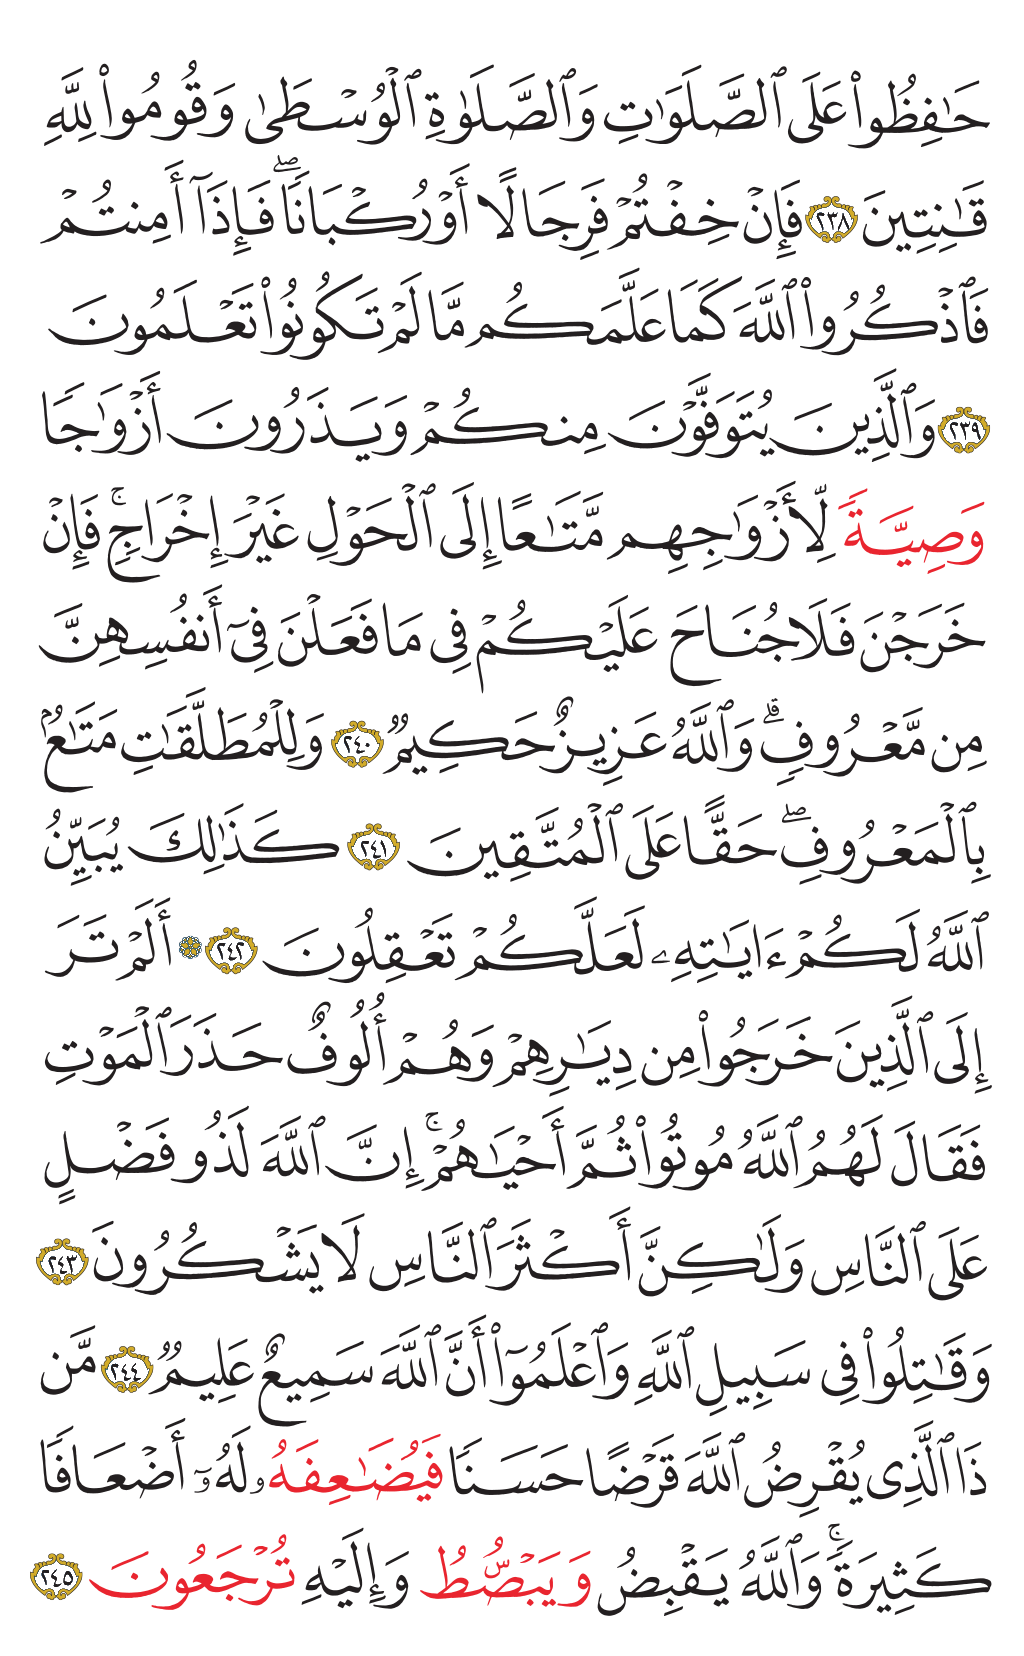 حَـٰفِظُوا۟ عَلَى ٱلصَّلَوَٰتِ وَٱلصَّلَوٰةِ ٱلْوُسْطَىٰ وَقُومُوا۟ لِلَّهِ
قَـٰنِتِينَ ٢٣٨ فَإِنْ خِفْتُمْ فَرِجَالًا أَوْ رُكْبَانًا ۖ فَإِذَآ أَمِنتُمْ
فَٱذْكُرُوا۟ ٱللَّهَ كَمَا عَلَّمَكُم مَّا لَمْ تَكُونُوا۟ تَعْلَمُونَ
٢٣٩ وَٱلَّذِينَ يُتَوَفَّوْنَ مِنكُمْ وَيَذَرُونَ أَزْوَٰجًا
وَصِيَّةً لِّأَزْوَٰجِهِم مَّتَـٰعًا إِلَى ٱلْحَوْلِ غَيْرَ إِخْرَاجٍ ۚ فَإِنْ
خَرَجْنَ فَلَا جُنَاحَ عَلَيْكُمْ فِى مَا فَعَلْنَ فِىٓ أَنفُسِهِنَّ
مِن مَّعْرُوفٍ ۗ وَٱللَّهُ عَزِيزٌ حَكِيمٌ ٢٤٠ وَلِلْمُطَلَّقَـٰتِ مَتَـٰعٌۢ
بِٱلْمَعْرُوفِ ۖ حَقًّا عَلَى ٱلْمُتَّقِينَ ٢٤١ كَذَٰلِكَ يُبَيِّنُ
ٱللَّهُ لَكُمْ ءَايَـٰتِهِۦ لَعَلَّكُمْ تَعْقِلُونَ ٢٤٢ أَلَمْ تَرَ
إِلَى ٱلَّذِينَ خَرَجُوا۟ مِن دِيَـٰرِهِمْ وَهُمْ أُلُوفٌ حَذَرَ ٱلْمَوْتِ
فَقَالَ لَهُمُ ٱللَّهُ مُوتُوا۟ ثُمَّ أَحْيَـٰهُمْ ۚ إِنَّ ٱللَّهَ لَذُو فَضْلٍ
عَلَى ٱلنَّاسِ وَلَـٰكِنَّ أَكْثَرَ ٱلنَّاسِ لَا يَشْكُرُونَ ٢٤٣
وَقَـٰتِلُوا۟ فِى سَبِيلِ ٱللَّهِ وَٱعْلَمُوٓا۟ أَنَّ ٱللَّهَ سَمِيعٌ عَلِيمٌ ٢٤٤ مَّن
ذَا ٱلَّذِى يُقْرِضُ ٱللَّهَ قَرْضًا حَسَنًا فَيُضَـٰعِفَهُۥ لَهُۥٓ أَضْعَافًا
كَثِيرَةً ۚ وَٱللَّهُ يَقْبِضُ وَيَبْصُۜطُ وَإِلَيْهِ تُرْجَعُونَ ٢٤٥